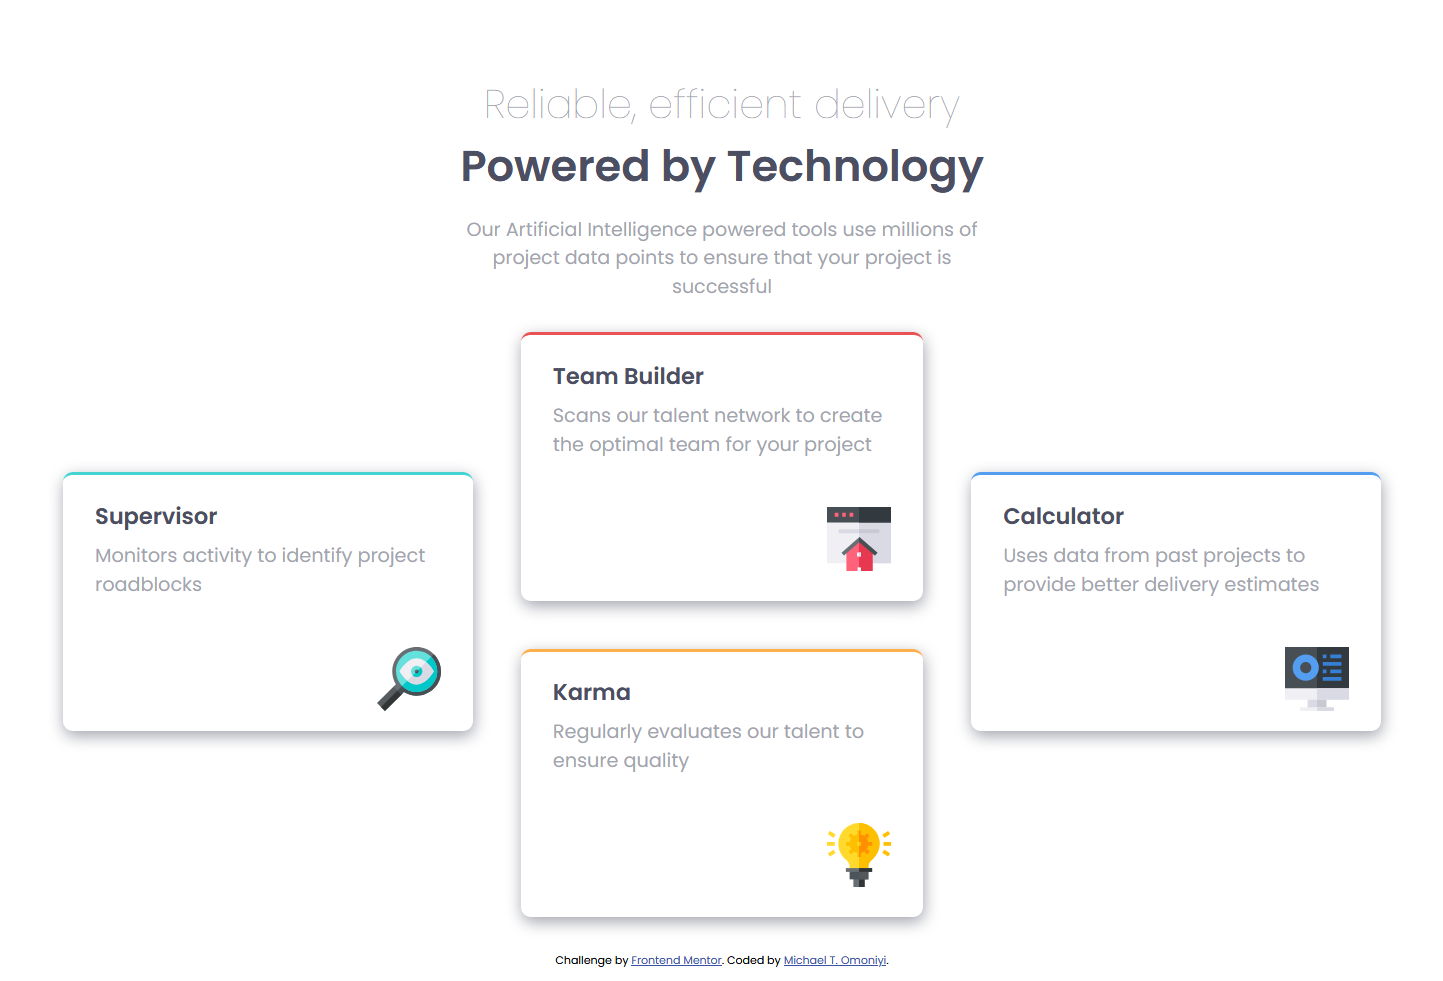 Reliable, efficient delivery
Powered by Technology
Our Artificial Intelligence powered tools use millions of
project data points to ensure that your project is
successful
Team Builder
Scans our talent network to create
the optimal team for your project
Supervisor
Monitors activity to identify project
roadblocks
Calculator
Uses data from past projects to
provide better delivery estimates
Karma
Regularly evaluates our talent to
ensure quality
Challenge by Frontend Mentor. Coded by Michael T. Omoniyi.